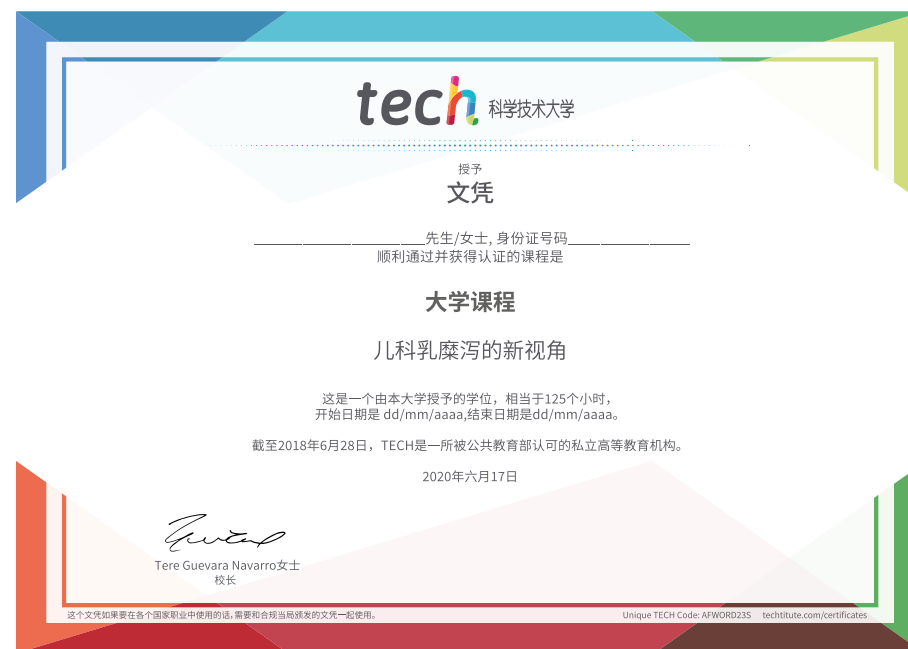 tech 科学技术大学
授予
文凭
先生/女士, 身份证号码
顺利通过并获得认证的课程是
大学课程
儿科乳糜泻的新视角
这是一个由本大学授予的学位，相当于125个小时，
开始日期是 dd/mm/aaaa,结束日期是dd/mm/aaaa。
截至2018年6月28日，TECH是一所被公共教育部认可的私立高等教育机构。
2020年六月17日
Tere Guevara Navarro女士
校长
这个文凭如果要在各个国家职业中使用的话,需要和合规当局颁发的文凭一起使用。
Unique TECH Code: AFWORD23S techtitute.com/certificates